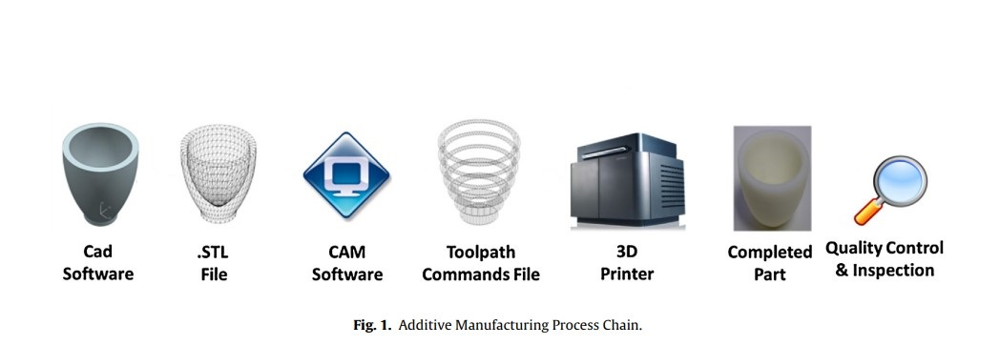 Cad
Software
.STL
File
CAM
Software
Toolpath
Commands File
3D
Printer
Completed
Part
Quality Control
& Inspection
Fig. 1. Additive Manufacturing Process Chain.